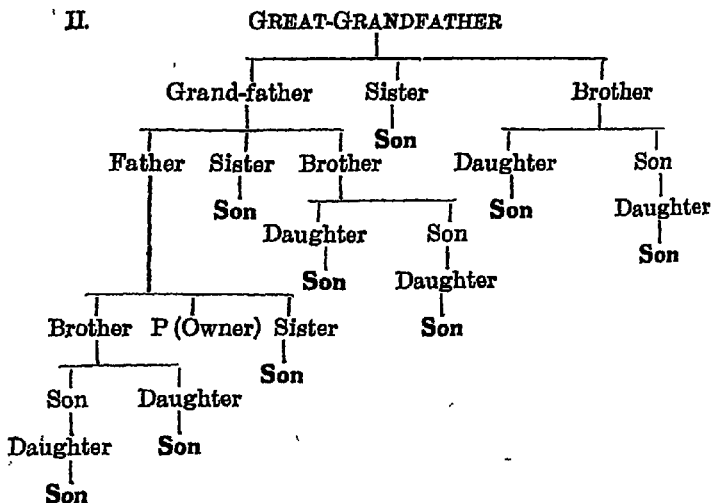 II. GREAT-GRANDFATHER
Grand-father Sister Brother
Son
Father Sister Brother Daughter Son
Son Son Daughter
Daughter Son
Son Daughter Son
Son
Brother P (Owner) Sister
Son
Son Daughter
Daughter Son
Son